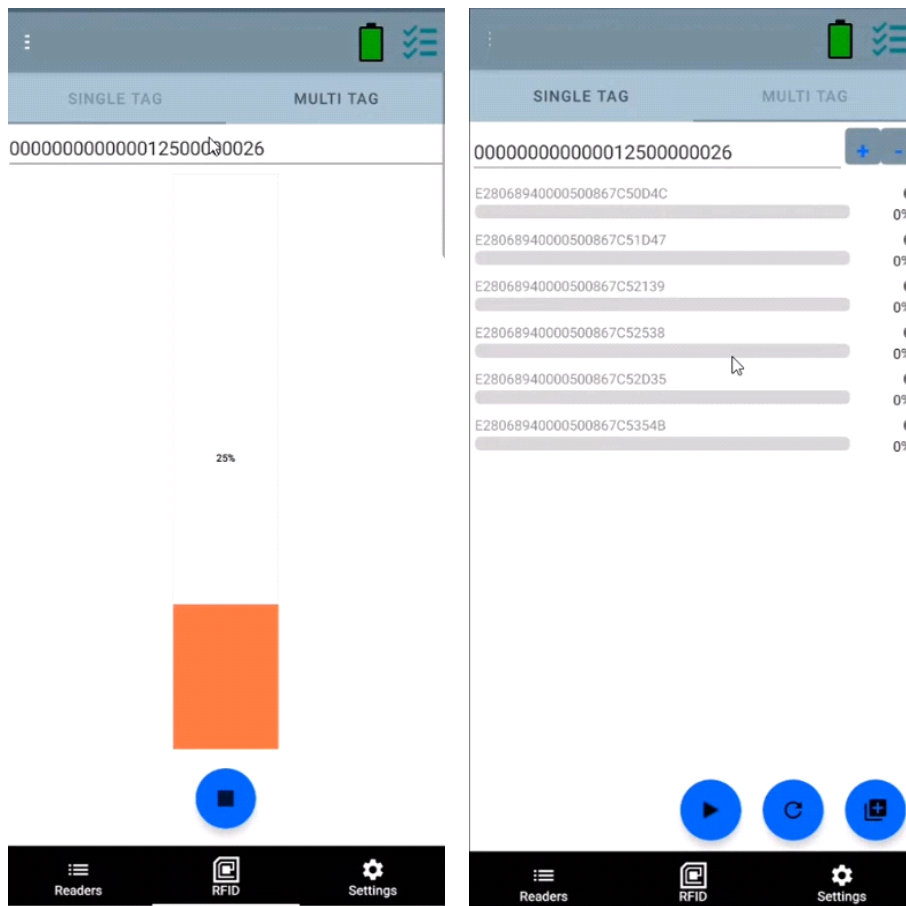 SINGLE TAG MULTI TAG
000000000000012500000026
25%
Readers RFID Settings
SINGLE TAG MULTI TAG
000000000000012500000026 + -
E28068940000500867C50D4C
0%
E28068940000500867C51D47
0%
E28068940000500867C52139
0%
E28068940000500867C52538
0%
E28068940000500867C52D35
0%
E28068940000500867C5354B
0%
Readers RFID Settings